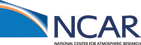 NCAR
NATIONAL CENTER FOR ATMOSPHERIC RESEARCH